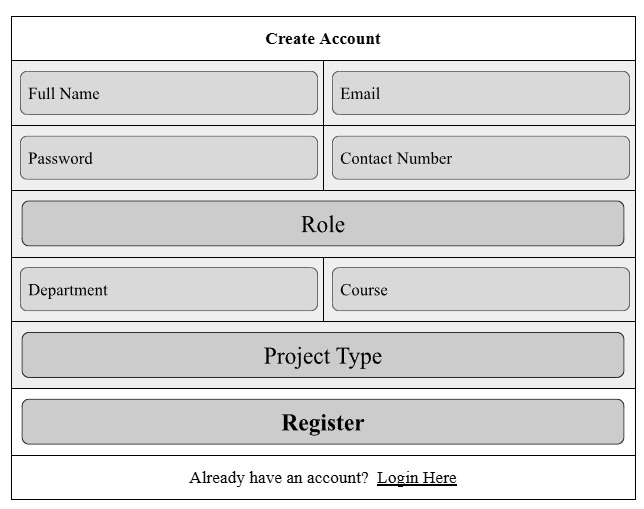 Create Account
Full Name
Email
Password
Contact Number
Role
Department
Course
Project Type
Register
Already have an account? Login Here